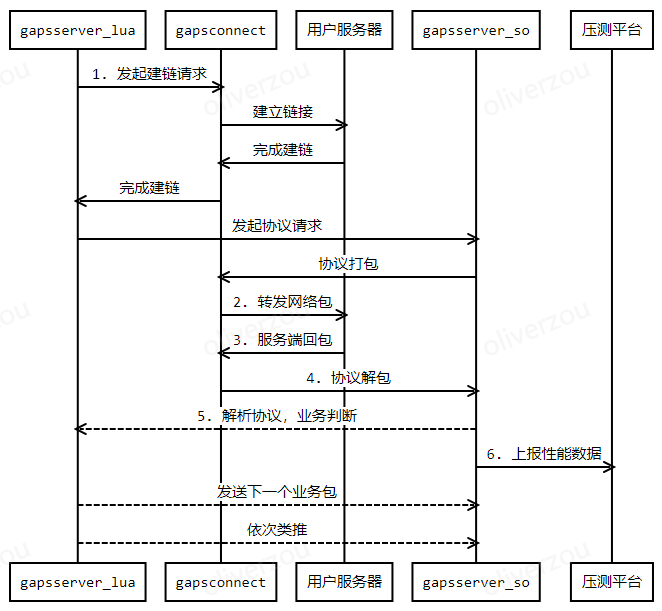 gapsserver_lua gapsconnect 用户服务器 gapsserver_so 压测平台
1. 发起建链请求
建立链接
完成建链
完成建链
发起协议请求
协议打包
2. 转发网络包
3. 服务端回包
4. 协议解包
5. 解析协议，业务判断
6. 上报性能数据
发送下一个业务包
依次类推
gapsserver_lua gapsconnect 用户服务器 gapsserver_so 压测平台
oliverzou
oliverzou
oliverzou
oliverzou
oliverzou
oliverzou